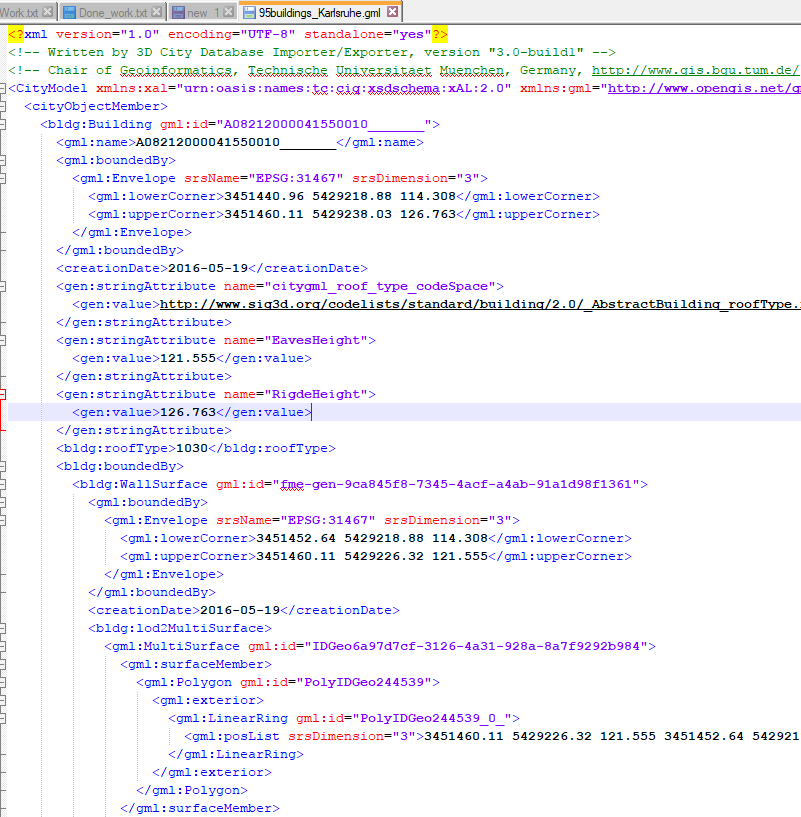 Work.txt Done_work.txt new 1 95buildings_Karlsruhe.gml
<?xml version="1.0" encoding="UTF-8" standalone="yes"?>
<!-- Written by 3D City Database Importer/Exporter, version "3.0-build1" -->
<!-- Chair of Geoinformatics, Technische Universitaet Muenchen, Germany, http://www.gis.bgu.tum.de/
<CityModel xmlns:xal="urn:oasis:names:tc:ciq:xsdschema:xAL:2.0" xmlns:gml="http://www.opengis.net/g
<cityObjectMember>
<bldg:Building gml:id="A08212000041550010________">
<gml:name>A08212000041550010________</gml:name>
<gml:boundedBy>
<gml:Envelope srsName="EPSG:31467" srsDimension="3">
<gml:lowerCorner>3451440.96 5429218.88 114.308</gml:lowerCorner>
<gml:upperCorner>3451460.11 5429238.03 126.763</gml:upperCorner>
</gml:Envelope>
</gml:boundedBy>
<creationDate>2016-05-19</creationDate>
<gen:stringAttribute name="citygml_roof_type_codeSpace">
<gen:value>http://www.sig3d.org/codelists/standard/building/2.0/_AbstractBuilding_roofType.
</gen:stringAttribute>
<gen:stringAttribute name="EavesHeight">
<gen:value>121.555</gen:value>
</gen:stringAttribute>
<gen:stringAttribute name="RigdeHeight">
<gen:value>126.763</gen:value>
</gen:stringAttribute>
<bldg:roofType>1030</bldg:roofType>
<bldg:boundedBy>
<bldg:WallSurface gml:id="fme-gen-9ca845f8-7345-4acf-a4ab-91a1d98f1361">
<gml:boundedBy>
<gml:Envelope srsName="EPSG:31467" srsDimension="3">
<gml:lowerCorner>3451452.64 5429218.88 114.308</gml:lowerCorner>
<gml:upperCorner>3451460.11 5429226.32 121.555</gml:upperCorner>
</gml:Envelope>
</gml:boundedBy>
<creationDate>2016-05-19</creationDate>
<bldg:lod2MultiSurface>
<gml:MultiSurface gml:id="IDGeo6a97d7cf-3126-4a31-928a-8a7f9292b984">
<gml:surfaceMember>
<gml:Polygon gml:id="PolyIDGeo244539">
<gml:exterior>
<gml:LinearRing gml:id="PolyIDGeo244539_0_">
<gml:posList srsDimension="3">3451460.11 5429226.32 121.555 3451452.64 542921
</gml:LinearRing>
</gml:exterior>
</gml:Polygon>
</gml:surfaceMember>